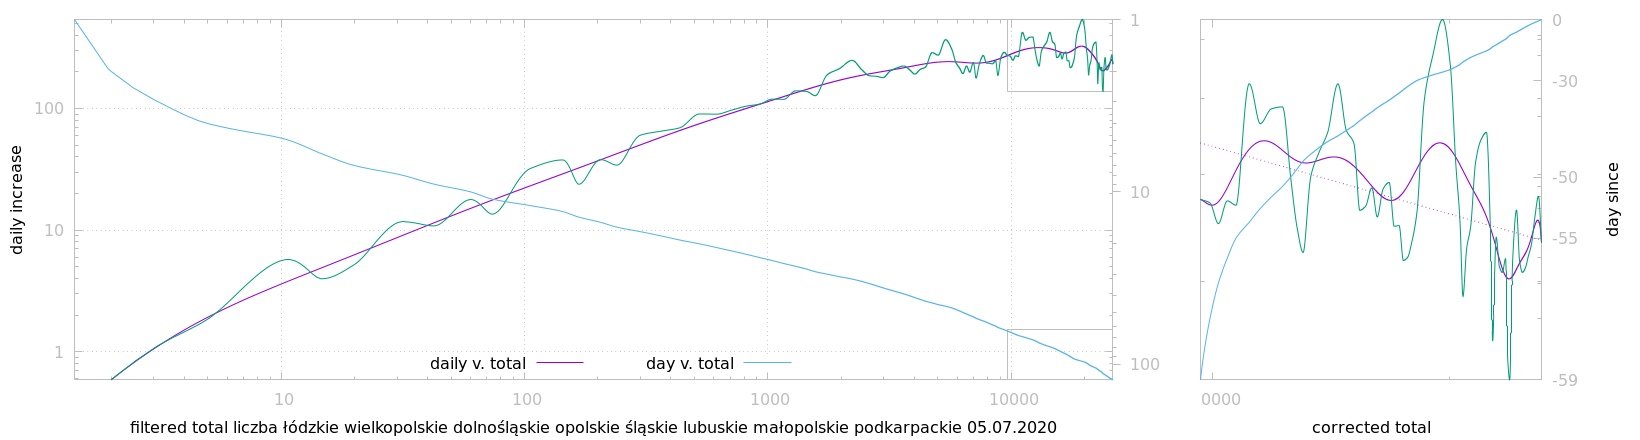 daily increase
100
10
1
1
10
100
daily v. total
day v. total
10
100
1000
10000
filtered total liczba łódzkie wielkopolskie dolnośląskie opolskie śląskie lubuskie małopolskie podkarpackie 05.07.2020
0
-30
-50
-55
-59
day since
0000
corrected total